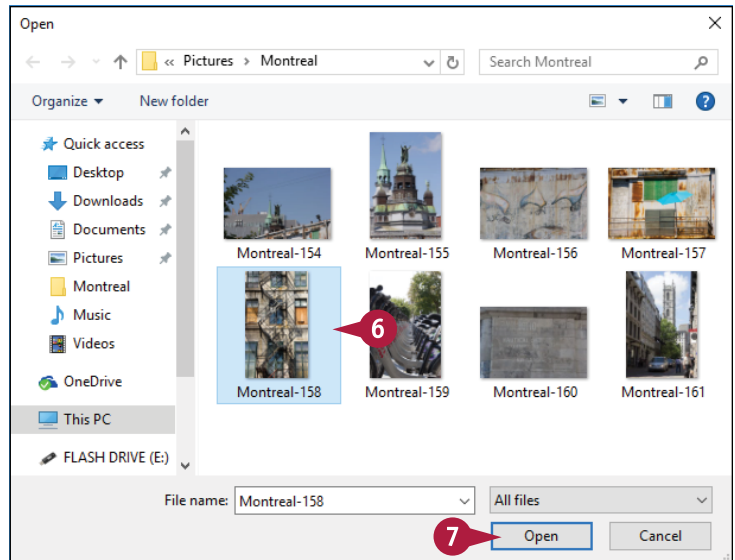 Open
« Pictures › Montreal
Search Montreal
Organize
New folder
?
Quick access
Desktop
Downloads
Documents
Pictures
Montreal
Music
Videos
OneDrive
This PC
FLASH DRIVE (E:)
Montreal-154
Montreal-155
Montreal-156
Montreal-157
6
Montreal-158
Montreal-159
Montreal-160
Montreal-161
File name: Montreal-158
All files
7
Open
Cancel